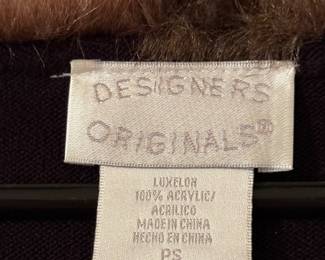 DESIGNERS
ORIGINALS®
LUXELON
100% ACRYLIC/
ACRILICO
MADE IN CHINA
HECHO EN CHINA
PS